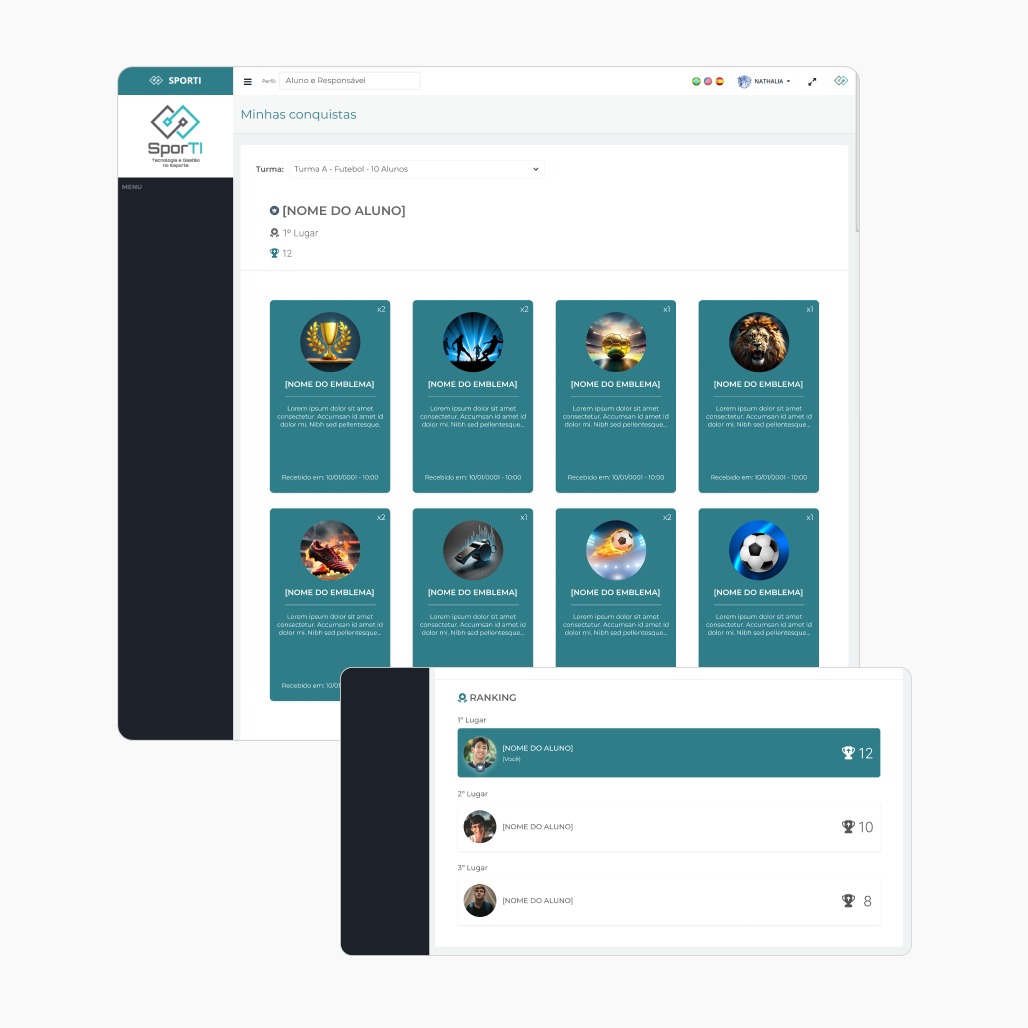 SPORTI
Perfil:
Aluno e Responsável
NATHALIA
SporTI
Tecnologia e Gestão
no Esporte
MENU
Minhas conquistas
Turma:
Turma A - Futebol - 10 Alunos
[NOME DO ALUNO]
1º Lugar
12
x2
[NOME DO EMBLEMA]
Lorem ipsum dolor sit amet
consectetur. Accumsan id amet id
dolor mi. Nibh sed pellentesque.
Recebido em: 10/01/0001 - 10:00
x2
[NOME DO EMBLEMA]
Lorem ipsum dolor sit amet
consectetur. Accumsan id amet id
dolor mi. Nibh sed pellentesque...
Recebido em: 10/01/0001 - 10:00
x1
[NOME DO EMBLEMA]
Lorem ipsum dolor sit amet
consectetur. Accumsan id amet id
dolor mi. Nibh sed pellentesque...
Recebido em: 10/01/0001 - 10:00
x1
[NOME DO EMBLEMA]
Lorem ipsum dolor sit amet
consectetur. Accumsan id amet id
dolor mi. Nibh sed pellentesque...
Recebido em: 10/01/0001 - 10:00
x2
[NOME DO EMBLEMA]
Lorem ipsum dolor sit amet
consectetur. Accumsan id amet id
dolor mi. Nibh sed pellentesque...
Recebido em: 10/0
x1
[NOME DO EMBLEMA]
Lorem ipsum dolor sit amet
consectetur. Accumsan id amet id
dolor mi. Nibh sed pellentesque...
x2
[NOME DO EMBLEMA]
Lorem ipsum dolor sit amet
consectetur. Accumsan id amet id
dolor mi. Nibh sed pellentesque...
x1
[NOME DO EMBLEMA]
Lorem ipsum dolor sit amet
consectetur. Accumsan id amet id
dolor mi. Nibh sed pellentesque...
RANKING
1º Lugar
[NOME DO ALUNO]
(Você)
12
2º Lugar
[NOME DO ALUNO]
10
3º Lugar
[NOME DO ALUNO]
8